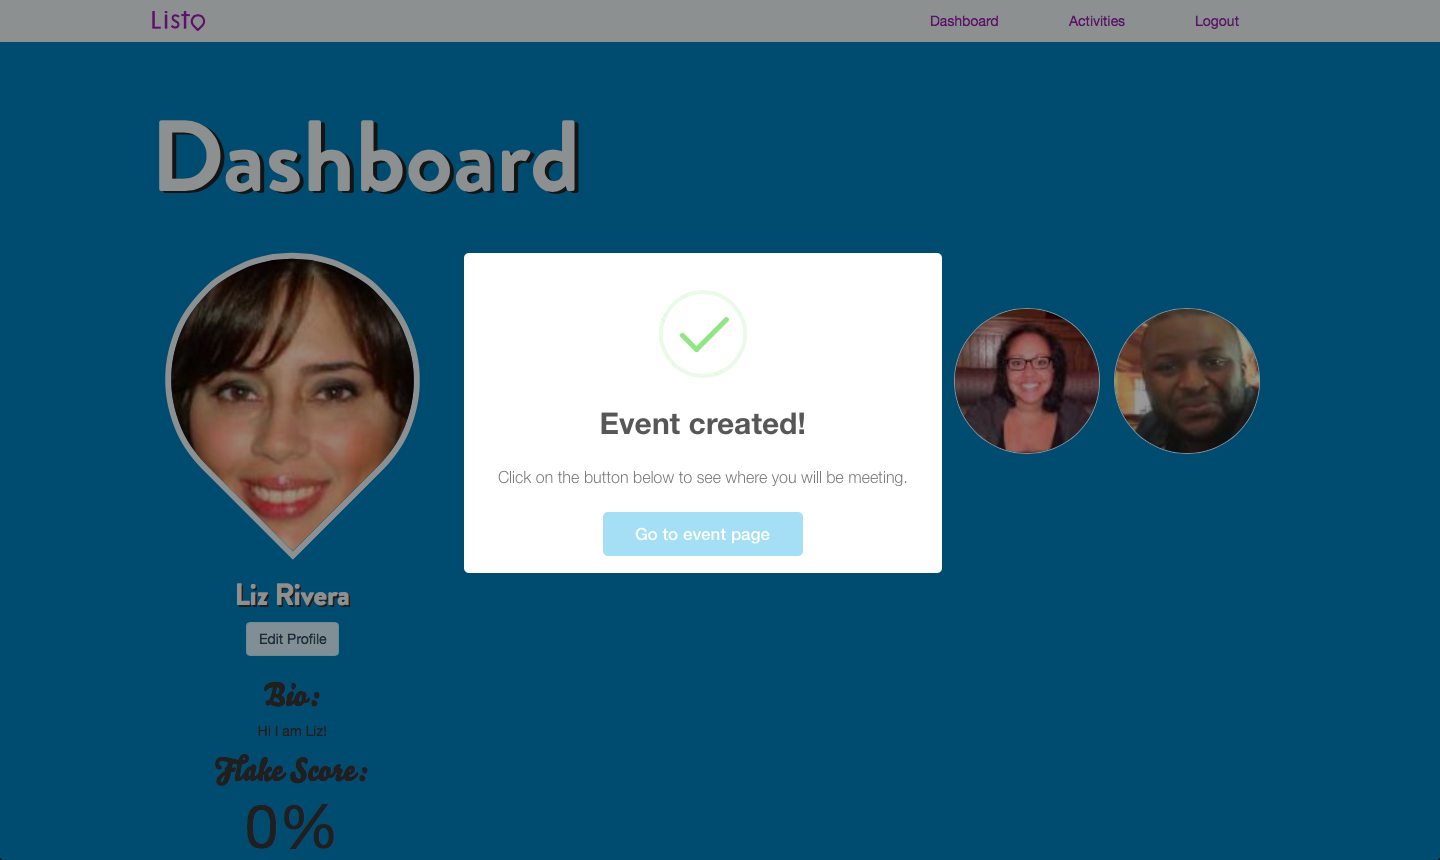 Listo
Dashboard Activities Logout
Dashboard
Event created!
Click on the button below to see where you will be meeting.
Go to event page
Liz Rivera
Edit Profile
Bio:
Hi I am Liz!
Flake Score:
0%